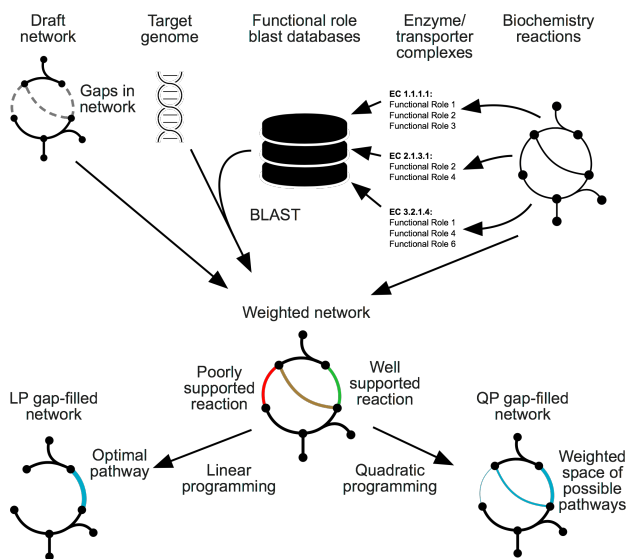 Draft
network
Target
genome
Functional role
blast databases
Enzyme/
transporter
complexes
Biochemistry
reactions
Gaps in
network
EC 1.1.1.1:
Functional Role 1
Functional Role 2
Functional Role 3
EC 2.1.3.1:
Functional Role 2
Functional Role 4
EC 3.2.1.4:
Functional Role 1
Functional Role 4
Functional Role 6
BLAST
Weighted network
Poorly
supported
reaction
Well
supported
reaction
LP gap-filled
network
Optimal
pathway
Linear
programming
Quadratic
programming
QP gap-filled
network
Weighted
space of
possible
pathways